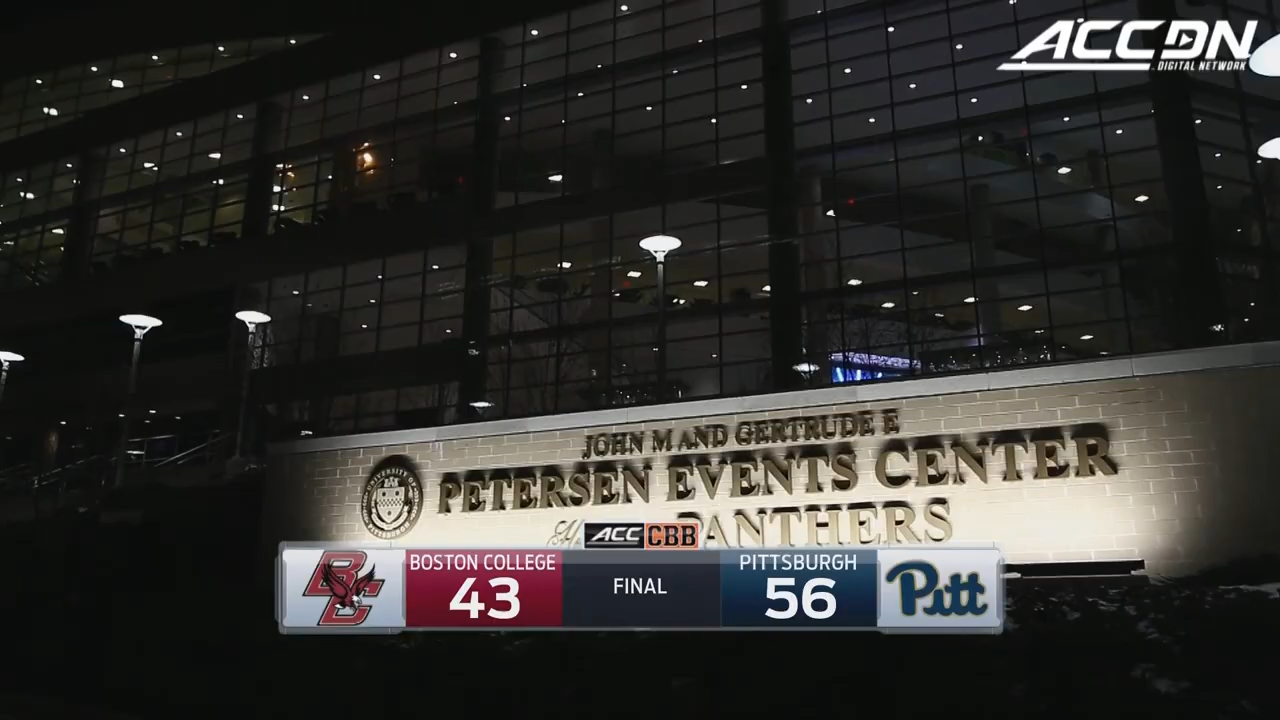 ACCDN
DIGITAL NETWORK
JOHN M AND GERTRUDE E
PETERSEN EVENTS CENTER
PANTHERS
ACC CBB
BC
BOSTON COLLEGE
43
FINAL
PITTSBURGH
56
Pitt